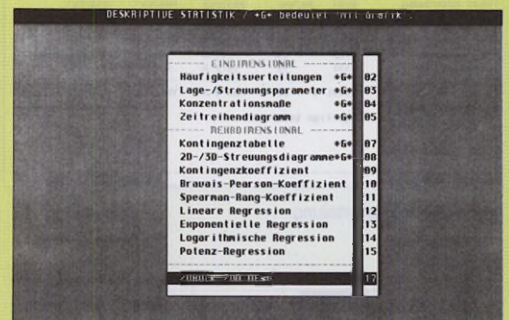 DESKRIPTIVE STATISTIK / *G* bedeutet 'mit Grafik'.
EINDIMENSIONAL
Häufigkeitsverteilungen *G* 02
Lage-/Streuungsparameter *G* 03
Konzentrationsmaße *G* 04
Zeitreihendiagramm *G* 05
MEHRDIMENSIONAL
Kontingenztabelle *G* 07
2D-/3D-Streuungsdiagramme*G* 08
Kontingenzkoeffizient 09
Bravais-Pearson-Koeffizient 10
Spearman-Rang-Koeffizient 11
Lineare Regression 12
Exponentielle Regression 13
Logarithmische Regression 14
Potenz-Regression 15
17